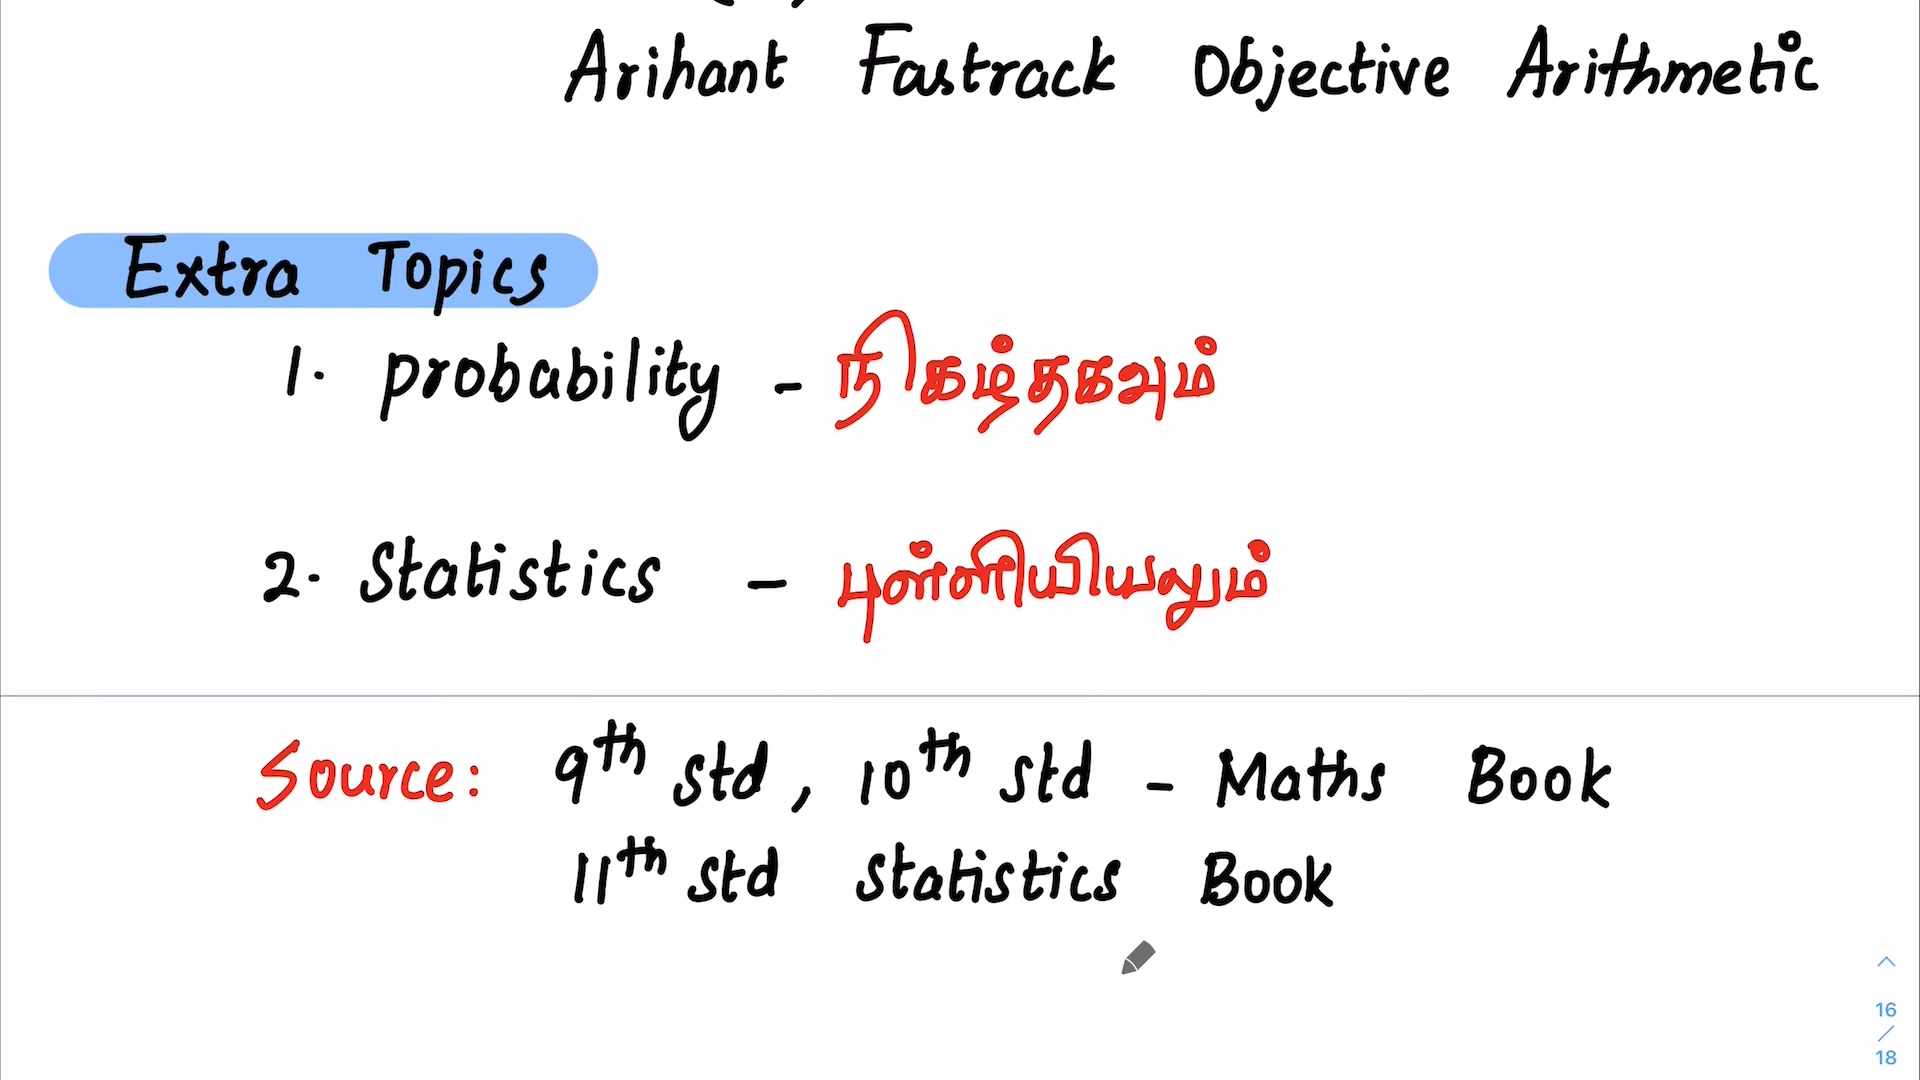 Arihant Fastrack Objective Arithmetic
Extra Topics
1. probability - நிகழ்தகவும்
2. Statistics - புள்ளியியலும்
Source: 9th std, 10th std - Maths Book
11th std statistics Book
16
/
18